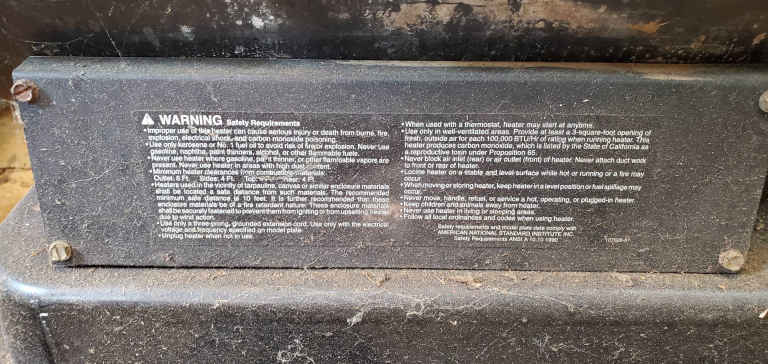 WARNING Safety Requirements
•Improper use of this heater can cause serious injury or death from burns, fire,
explosion, electrical shock, and carbon monoxide poisoning.
•Use only kerosene or No. 1 fuel oil to avoid risk of fire or explosion. Never use
gasoline, naphtha, paint thinners, alcohol, or other flammable fuels.
•Never use heater where gasoline, paint thinner, or other flammable vapors are
present. Never use heater in areas with high dust content.
•Minimum heater clearances from combustible materials:
Outlet: 8 Ft. Sides: 4 Ft. Top: Rear: 4 Ft.
•Heaters used in the vicinity of tarpaulins, canvas or similar enclosure materials
shall be located a safe distance from such materials. The recommended
minimum safe distance is 10 feet. It is further recommended that these
enclosure materials be of a fire retardant nature. These enclosure materials
shall be securely fastened to prevent them from igniting or from upsetting heater
due to wind action.
•Use only a three-prong, grounded extension cord. Use only with the electrical
voltage and frequency specified on model plate.
•Unplug heater when not in use.
•When used with a thermostat, heater may start at anytime.
•Use only in well-ventilated areas. Provide at least a 3-square-foot opening of
fresh, outside air for each 100,000 BTU/Hr of rating when running heater. This
heater produces carbon monoxide, which is listed by the State of California as
a reproductive toxin under Proposition 65.
•Never block air inlet (rear) or air outlet (front) of heater. Never attach duct work
to front or rear of heater.
•Locate heater on a stable and level surface while hot or running or a fire may
occur.
•When moving or storing heater, keep heater in a level position or fuel spillage may
•Never move, handle, refuel, or service a hot, operating, or plugged-in heater.
•Keep children and animals away from heater.
•Never use heater in living or sleeping areas.
•Follow all local ordinances and codes when using heater.
Safety requirements and model plate data comply with
AMERICAN NATIONAL STANDARD INSTITUTE INC.
Safety Requirements ANSI A 10.10 1990